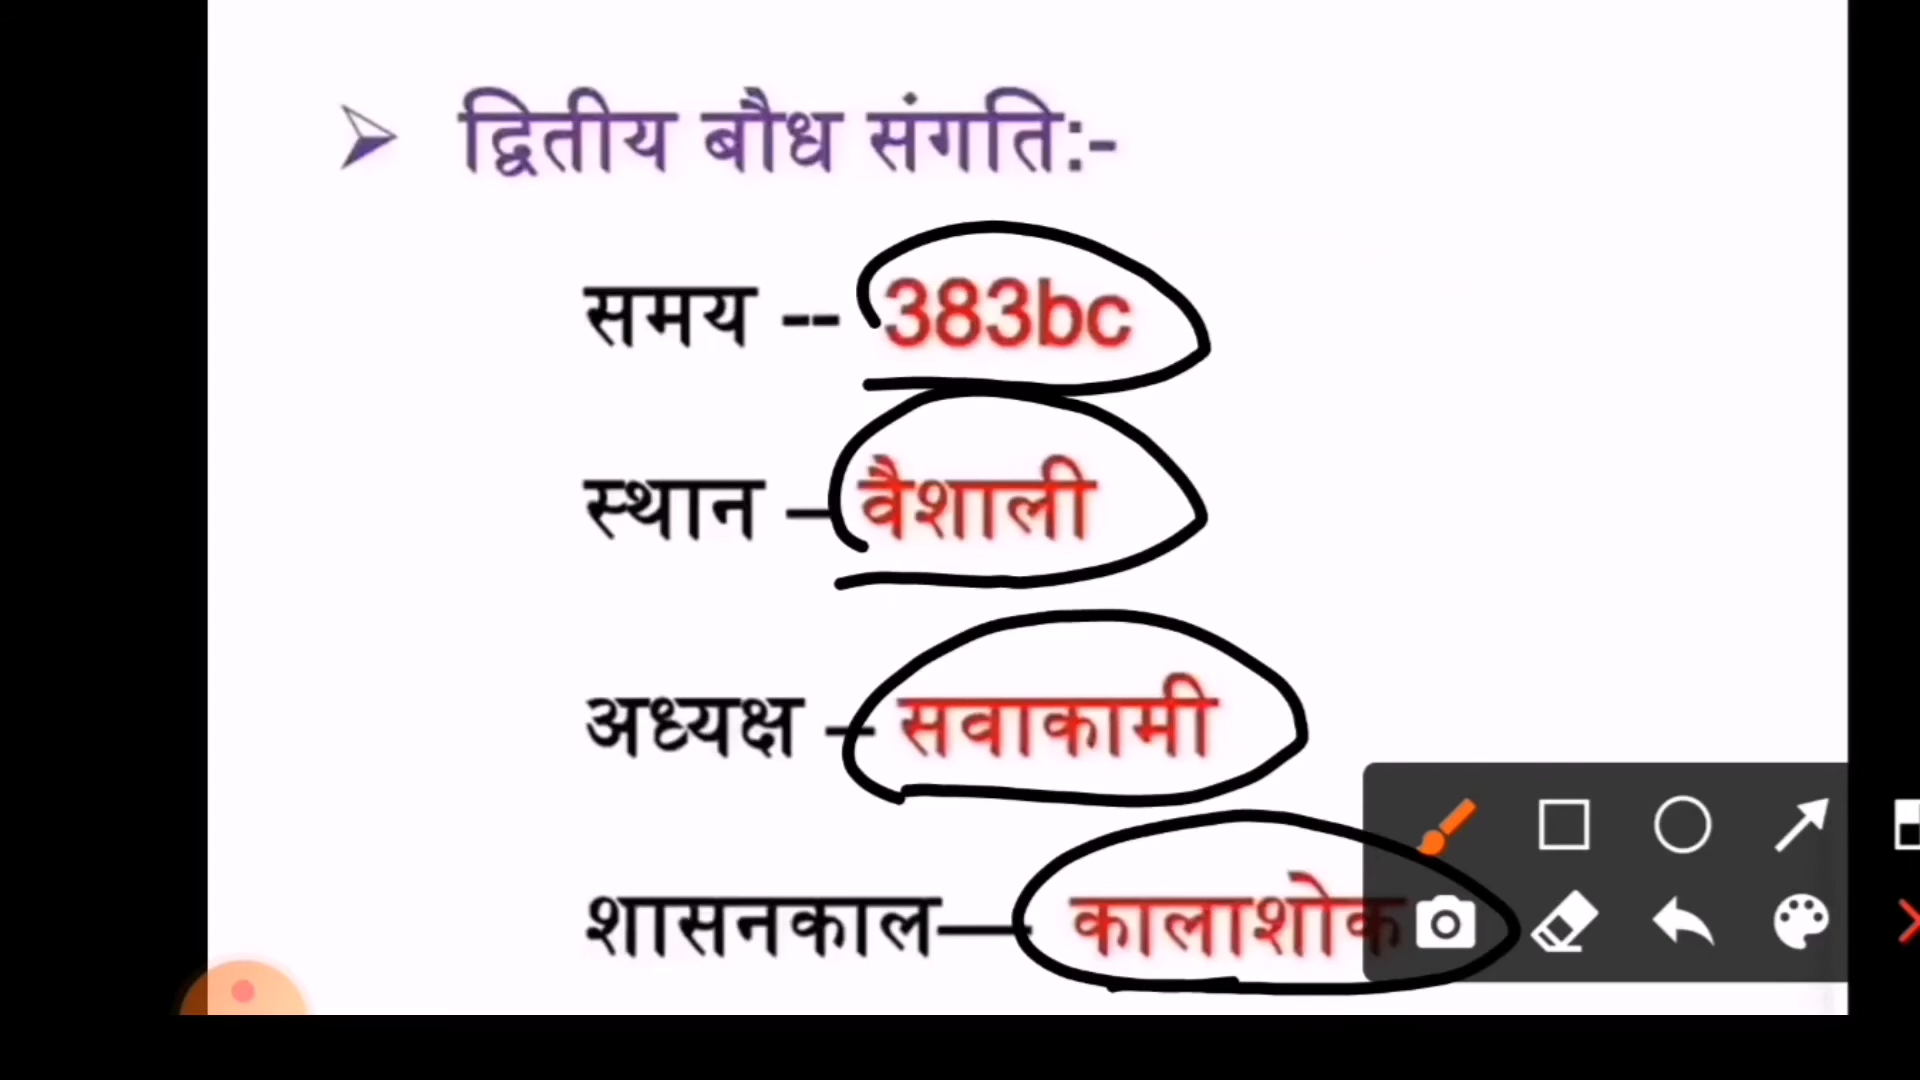 द्वितीय बौध संगति:-
समय -- 383bc
स्थान – वैशाली
अध्यक्ष – सवाकामी
शासनकाल— कालाशोक